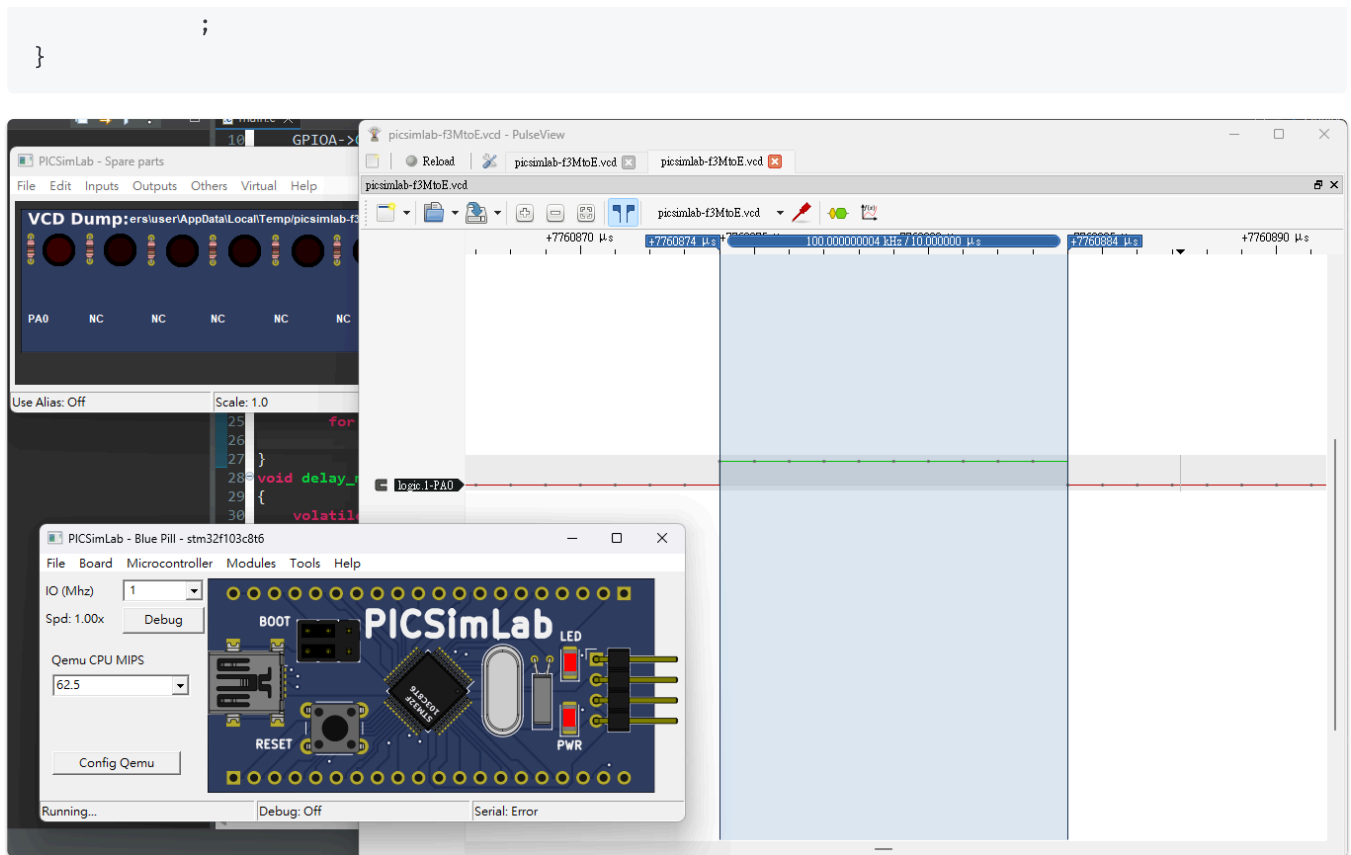 ;
}
main.c
10 GPIOA->
picsimlab-f3MtoE.vcd - PulseView
PICSimLab - Spare parts
Reload
picsimlab-f3MtoE.vcd
picsimlab-f3MtoE.vcd
File Edit Inputs Outputs Others Virtual Help
picsimlab-f3MtoE.vcd
VCD Dump:ers\user\AppData\Local\Temp/picsimlab-f3
picsimlab-f3MtoE.vcd
+7760870 µs
+7760874 µs
100.000000004 kHz / 10.000000 µs
+7760884 µs
+7760890 µs
PA0 NC NC NC NC NC
Use Alias: Off
Scale: 1.0
25 for
26
27 }
28 void delay_
29 {
30 volatil
logic.1-PA0
PICSimLab - Blue Pill - stm32f103c8t6
File Board Microcontroller Modules Tools Help
IO (Mhz) 1
Spd: 1.00x Debug
Qemu CPU MIPS
62.5
Config Qemu
BOOT
PICSimLab
LED
STM32F
103C8T6
RESET
PWR
Running...
Debug: Off
Serial: Error